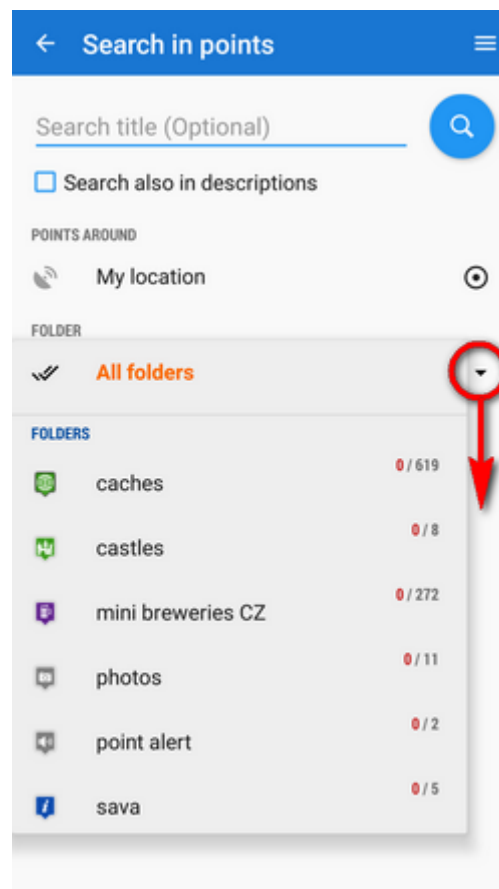 Search in points
Search title (Optional)
Search also in descriptions
POINTS AROUND
My location
FOLDER
All folders
FOLDERS
caches 0 / 619
castles 0 / 8
mini breweries CZ 0 / 272
photos 0 / 11
point alert 0 / 2
sava 0 / 5